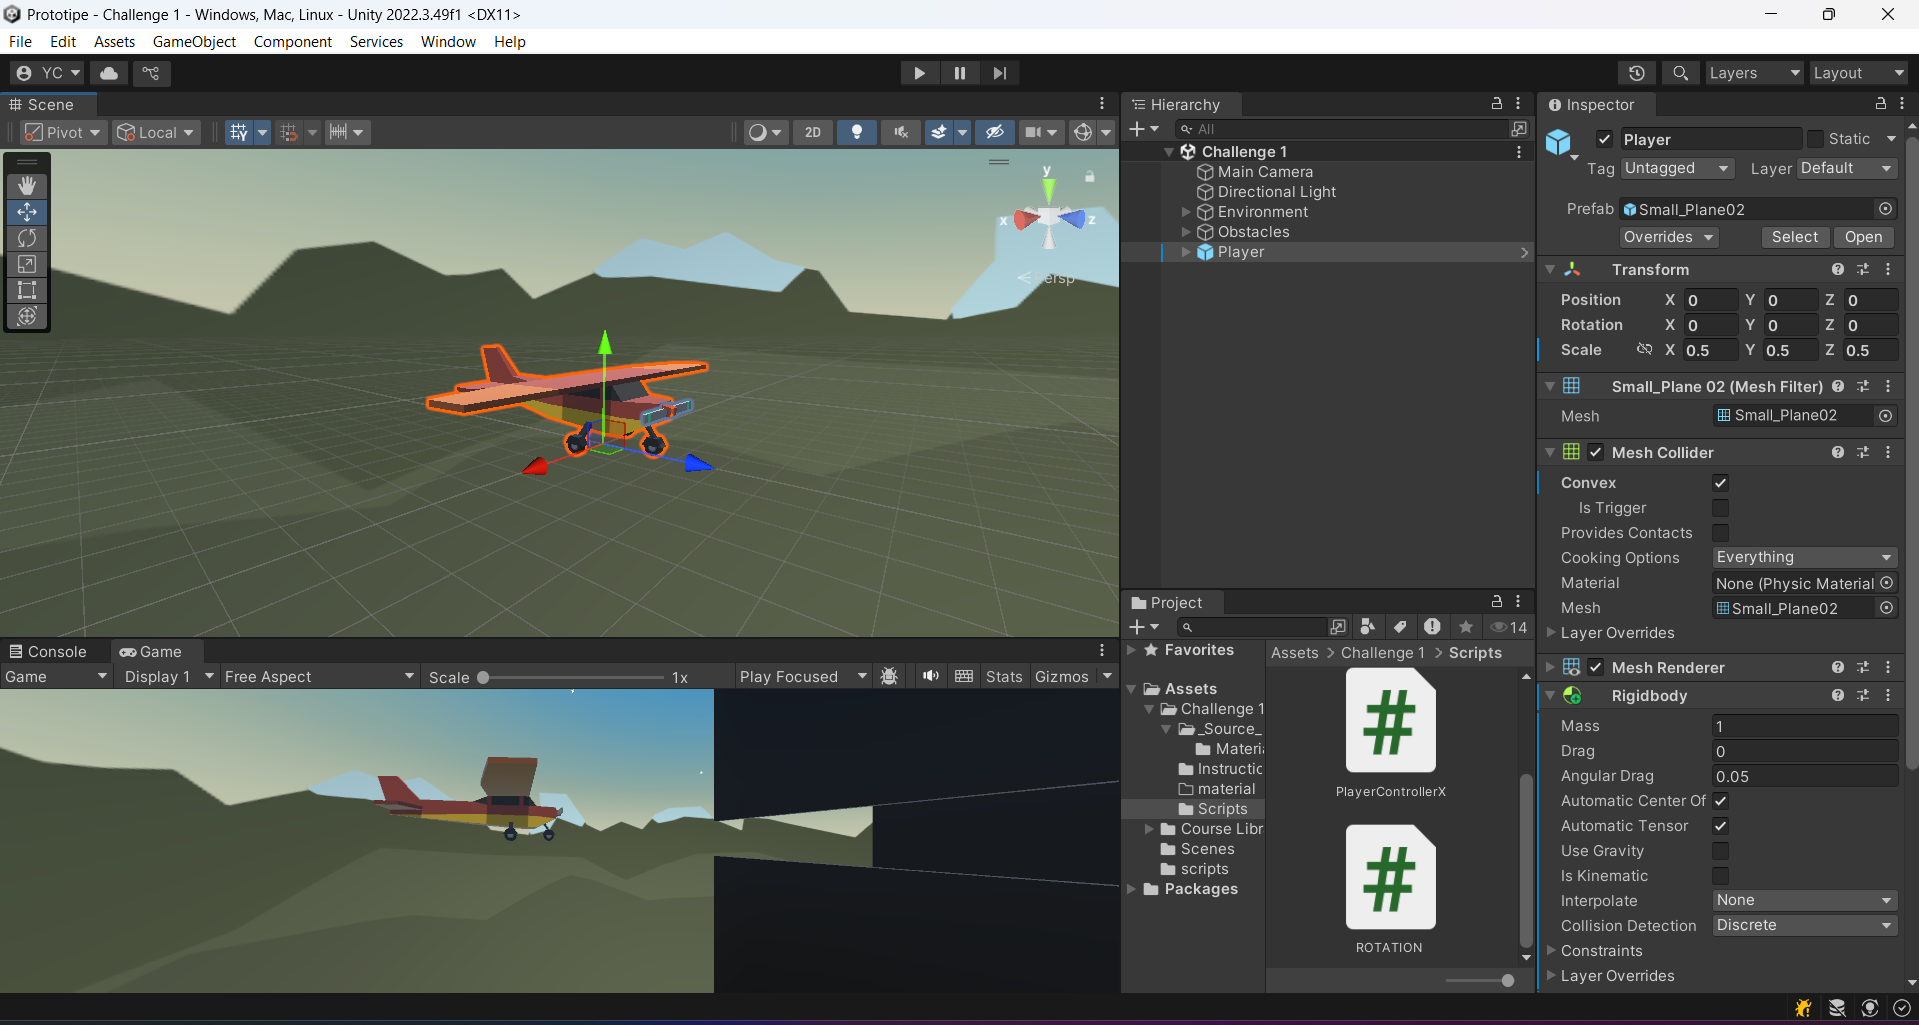 Prototipe - Challenge 1 - Windows, Mac, Linux - Unity 2022.3.49f1 <DX11>
File Edit Assets GameObject Component Services Window Help
YC Layers Layout
Scene
Pivot Local 2D
y
x z
Persp
Hierarchy
All
Challenge 1
Main Camera
Directional Light
Environment
Obstacles
Player
Console Game
Game Display 1 Free Aspect Scale 1x Play Focused Stats Gizmos
Project
14
Favorites
Assets
Challenge 1
_Source_
Materi
Instructic
material
Scripts
Course Libr
Scenes
scripts
Packages
Assets > Challenge 1 > Scripts
PlayerControllerX
ROTATION
Inspector
Player Static
Tag Untagged Layer Default
Prefab Small_Plane02
Overrides Select Open
Transform
Position X 0 Y 0 Z 0
Rotation X 0 Y 0 Z 0
Scale X 0.5 Y 0.5 Z 0.5
Small_Plane 02 (Mesh Filter)
Mesh Small_Plane02
Mesh Collider
Convex
Is Trigger
Provides Contacts
Cooking Options Everything
Material None (Physic Material
Mesh Small_Plane02
Layer Overrides
Mesh Renderer
Rigidbody
Mass 1
Drag 0
Angular Drag 0.05
Automatic Center Of
Automatic Tensor
Use Gravity
Is Kinematic
Interpolate None
Collision Detection Discrete
Constraints
Layer Overrides